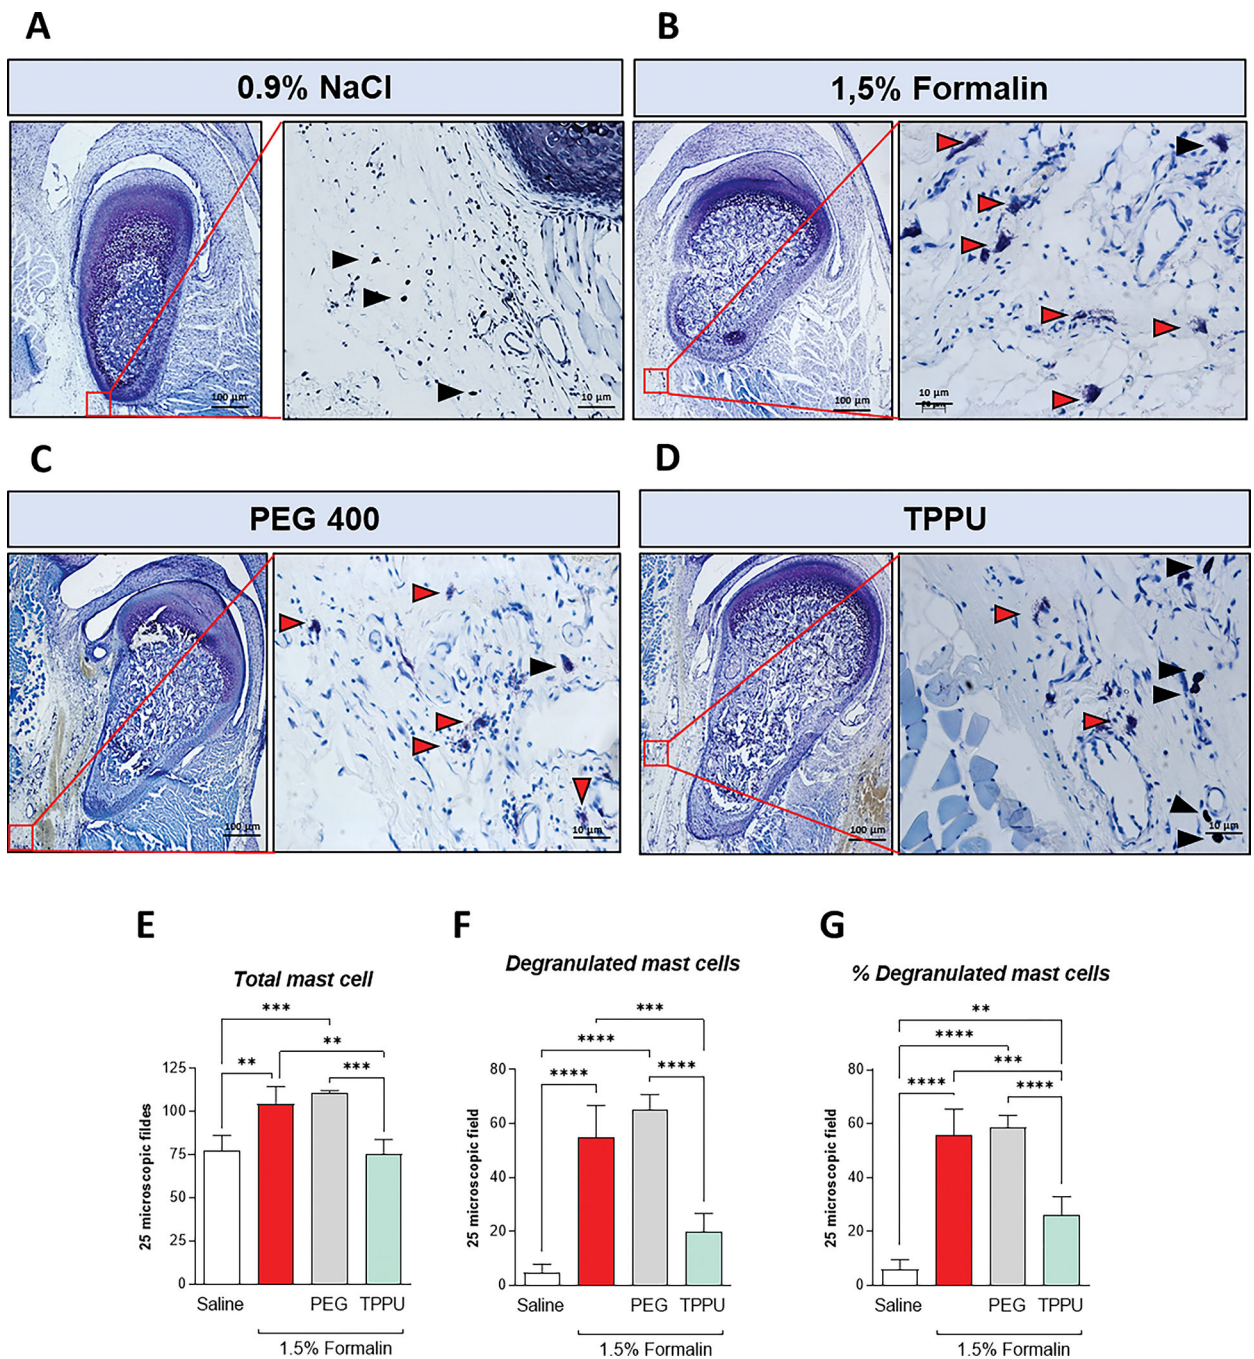 A
B
0.9% NaCl
1,5% Formalin
100 µm
10 µm
100 µm
10 µm
C
D
PEG 400
TPPU
100 µm
10 µm
100 µm
10 µm
E
F
G
Total mast cell
Degranulated mast cells
% Degranulated mast cells
***
**
**
***
125
100
75
50
25
0
25 microscopic fildes
Saline
PEG
TPPU
1.5% Formalin
***
****
****
****
80
60
40
20
0
25 microscopic field
Saline
PEG
TPPU
1.5% Formalin
**
****
***
****
****
80
60
40
20
0
25 microscopic field
Saline
PEG
TPPU
1.5% Formalin